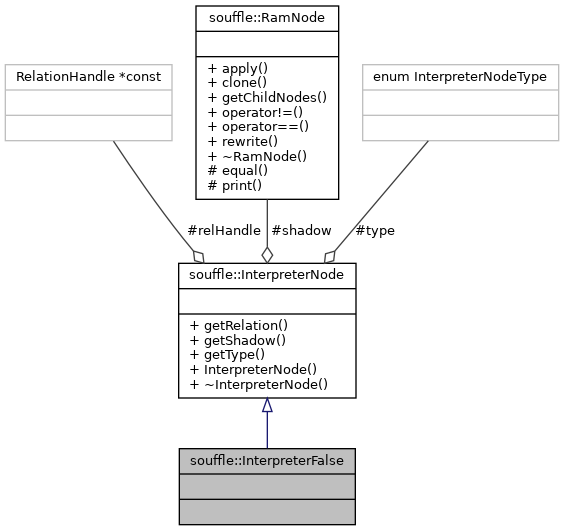 souffle::RamNode
+ apply()
+ clone()
+ getChildNodes()
+ operator!=()
+ operator==()
+ rewrite()
+ ~RamNode()
# equal()
# print()
RelationHandle *const
enum InterpreterNodeType
#relHandle
#shadow
#type
souffle::InterpreterNode
+ getRelation()
+ getShadow()
+ getType()
+ InterpreterNode()
+ ~InterpreterNode()
souffle::InterpreterFalse